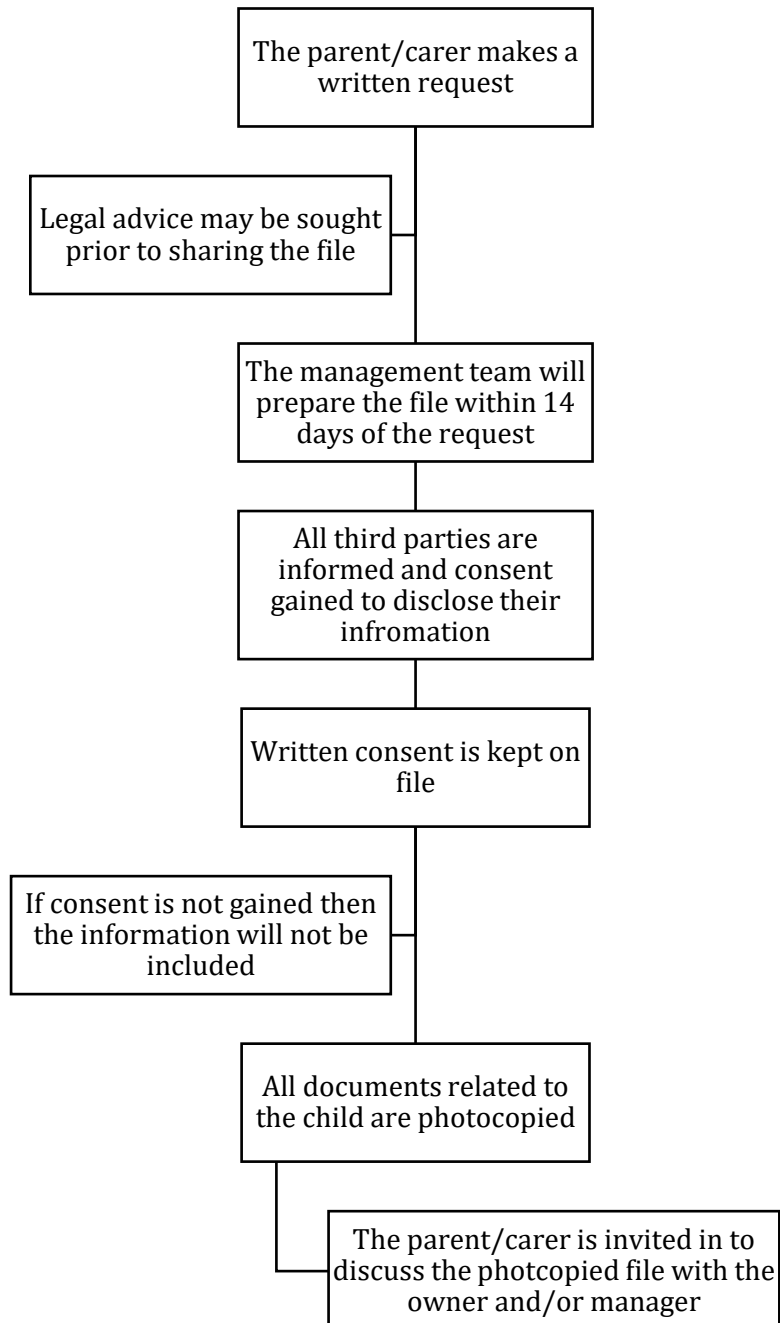 The parent/carer makes a
written request
Legal advice may be sought
prior to sharing the file
The management team will
prepare the file within 14
days of the request
All third parties are
informed and consent
gained to disclose their
infromation
Written consent is kept on
file
If consent is not gained then
the information will not be
included
All documents related to
the child are photocopied
The parent/carer is invited in to
discuss the photcopied file with the
owner and/or manager